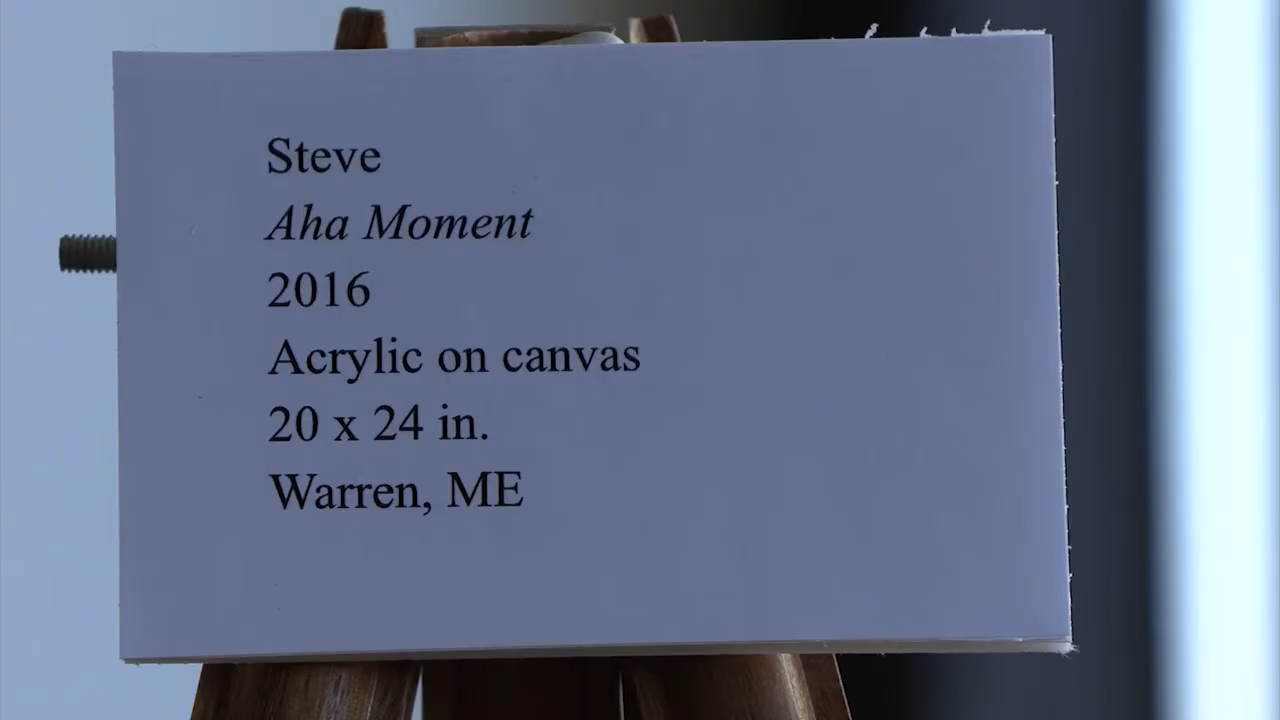 Steve
Aha Moment
2016
Acrylic on canvas
20 x 24 in.
Warren, ME